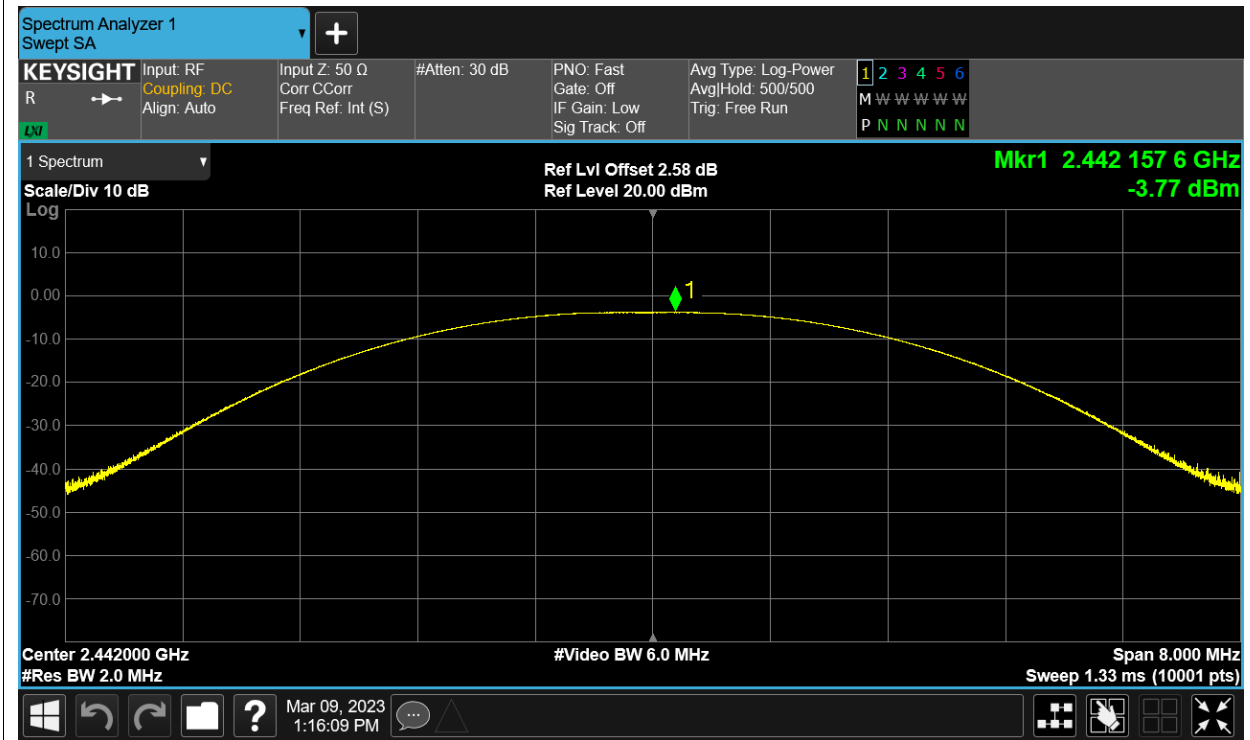 Spectrum Analyzer 1
Swept SA
KEYSIGHT
R
LXI
Input: RF
Coupling: DC
Align: Auto
Input Z: 50 Ω
Corr CCorr
Freq Ref: Int (S)
#Atten: 30 dB
PNO: Fast
Gate: Off
IF Gain: Low
Sig Track: Off
Avg Type: Log-Power
Avg|Hold: 500/500
Trig: Free Run
1 2 3 4 5 6
M W W W W W
P N N N N N
1 Spectrum
Scale/Div 10 dB
Log
Ref Lvl Offset 2.58 dB
Ref Level 20.00 dBm
Mkr1 2.442 157 6 GHz
-3.77 dBm
10.0
0.00
-10.0
-20.0
-30.0
-40.0
-50.0
-60.0
-70.0
1
Center 2.442000 GHz
#Res BW 2.0 MHz
#Video BW 6.0 MHz
Span 8.000 MHz
Sweep 1.33 ms (10001 pts)
?
Mar 09, 2023
1:16:09 PM